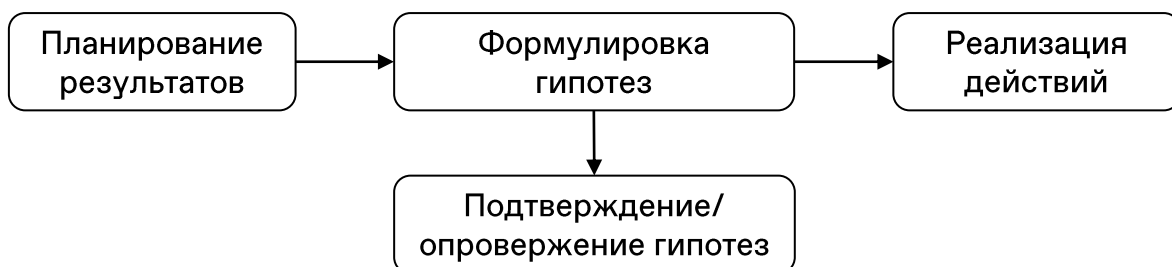 Планирование
результатов
Формулировка
гипотез
Реализация
действий
Подтверждение/
опровержение гипотез